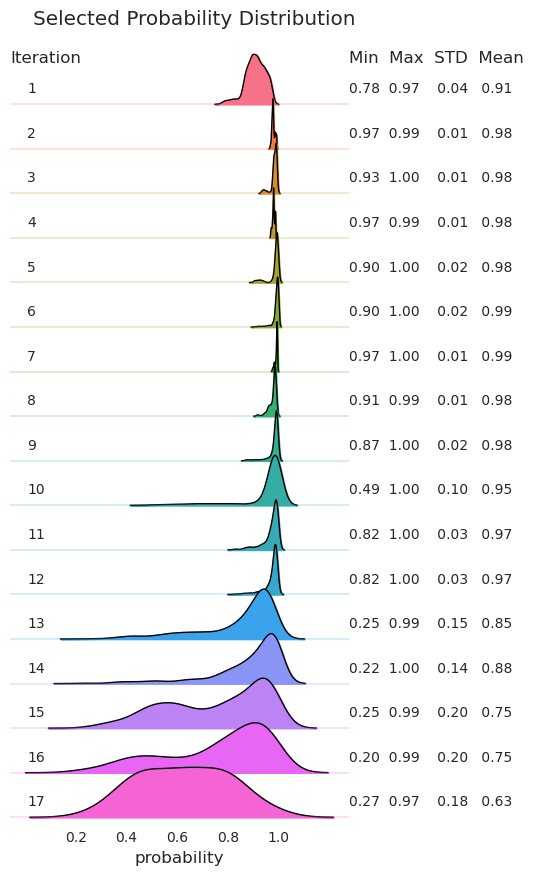 Selected Probability Distribution
Iteration Min Max STD Mean
1 0.78 0.97 0.04 0.91
2 0.97 0.99 0.01 0.98
3 0.93 1.00 0.01 0.98
4 0.97 0.99 0.01 0.98
5 0.90 1.00 0.02 0.98
6 0.90 1.00 0.02 0.99
7 0.97 1.00 0.01 0.99
8 0.91 0.99 0.01 0.98
9 0.87 1.00 0.02 0.98
10 0.49 1.00 0.10 0.95
11 0.82 1.00 0.03 0.97
12 0.82 1.00 0.03 0.97
13 0.25 0.99 0.15 0.85
14 0.22 1.00 0.14 0.88
15 0.25 0.99 0.20 0.75
16 0.20 0.99 0.20 0.75
17 0.27 0.97 0.18 0.63
0.2 0.4 0.6 0.8 1.0
probability